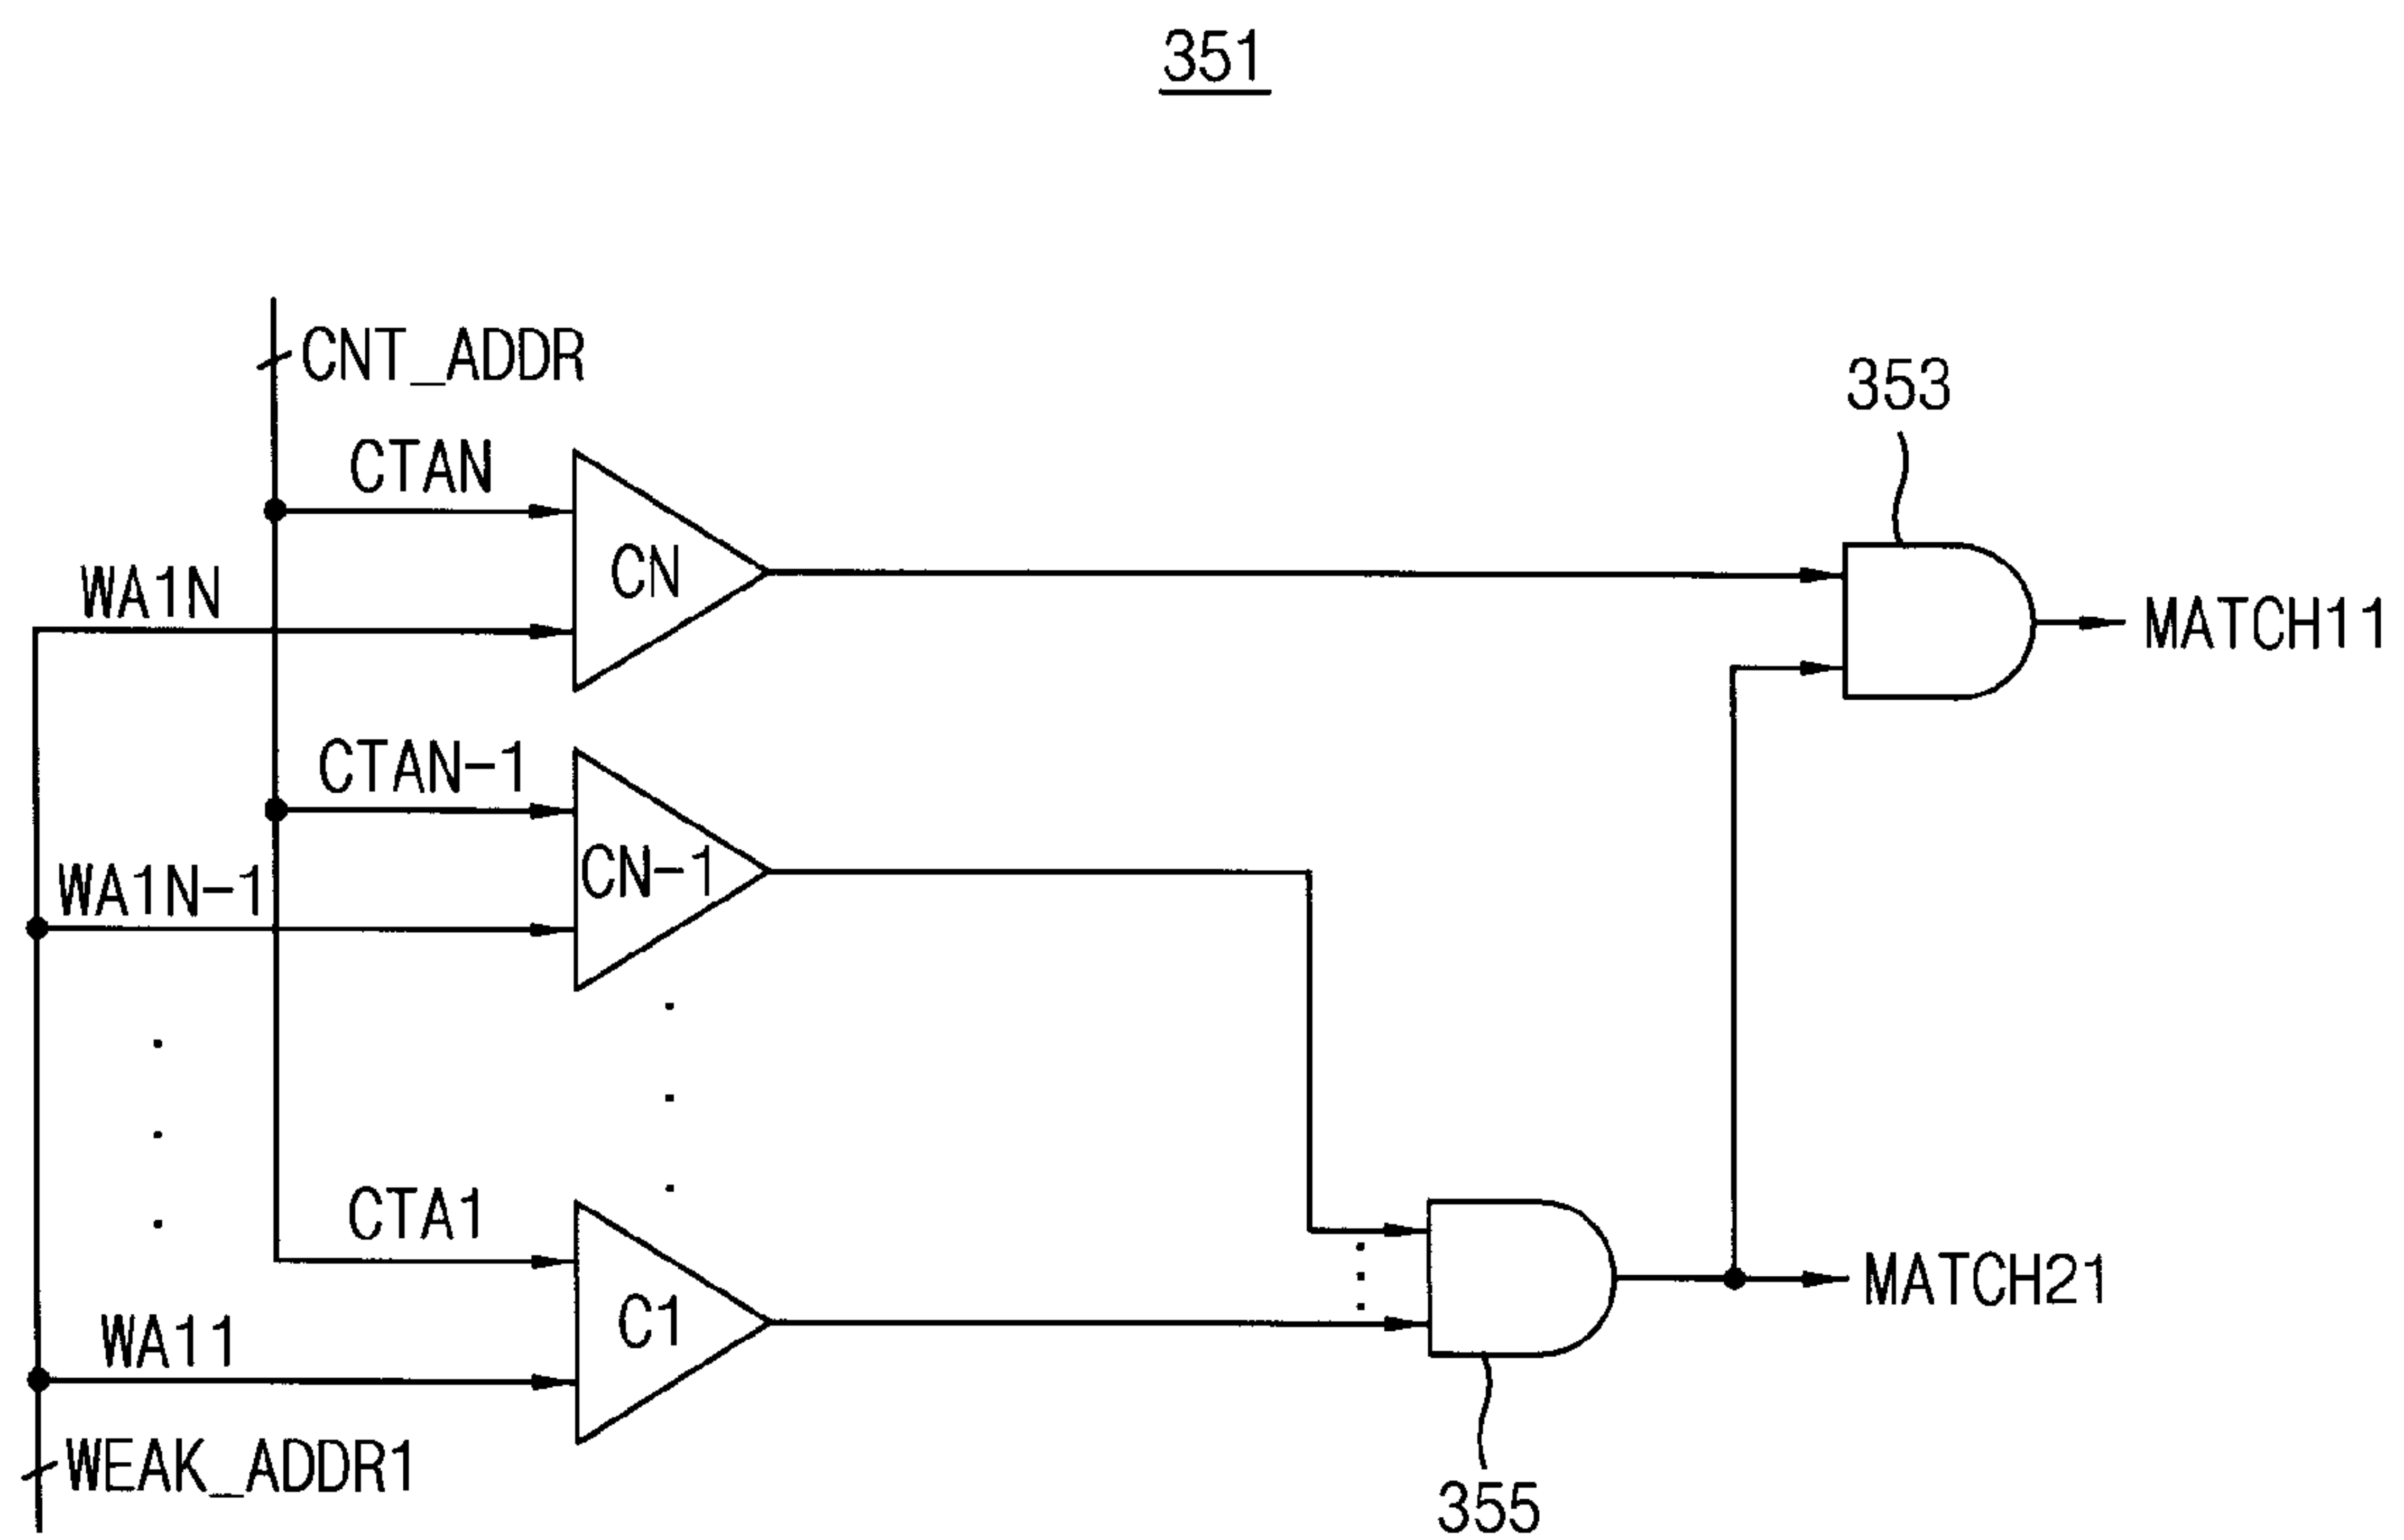 351
CNT_ADDR
353
CTAN
CN
WA1N
MATCH11
CTAN-1
CN-1
WA1N-1
CTA1
C1
MATCH21
WA11
WEAK_ADDR1
355